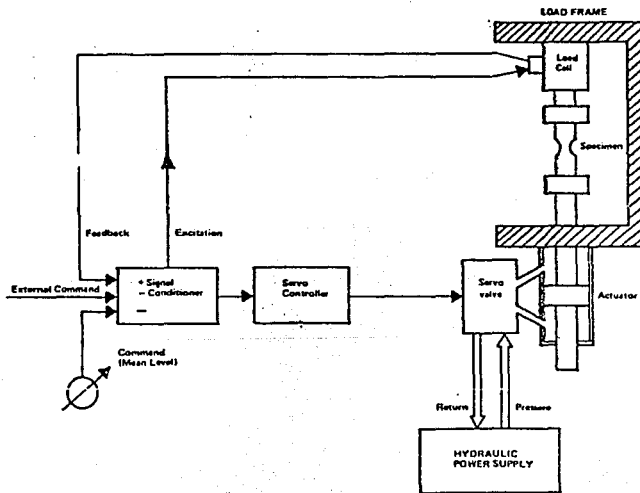 LOAD FRAME
Load
Cell
Specimen
Feedback
Excitation
External Command
+ Signal
– Conditioner
–
Servo
Controller
Servo
valve
Actuator
Command
(Mean Level)
Return
Pressure
HYDRAULIC
POWER SUPPLY